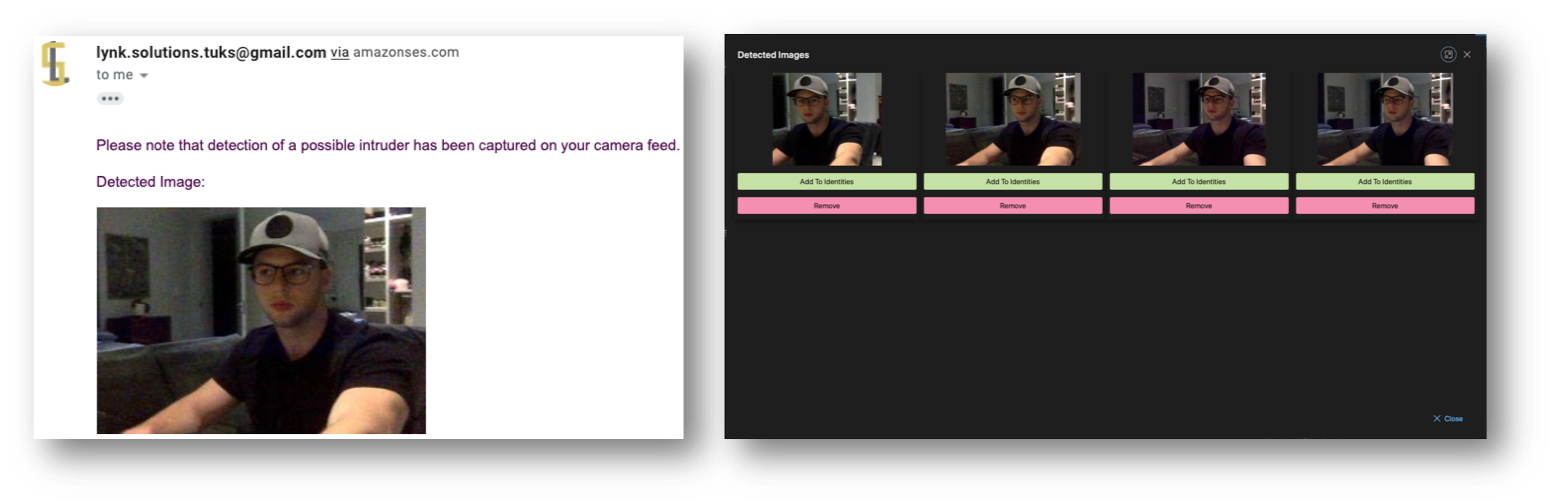 lynk.solutions.tuks@gmail.com via amazonses.com
to me
Please note that detection of a possible intruder has been captured on your camera feed.
Detected Image:
Detected Images
Add To Identities
Add To Identities
Add To Identities
Add To Identities
Remove
Remove
Remove
Remove
Close